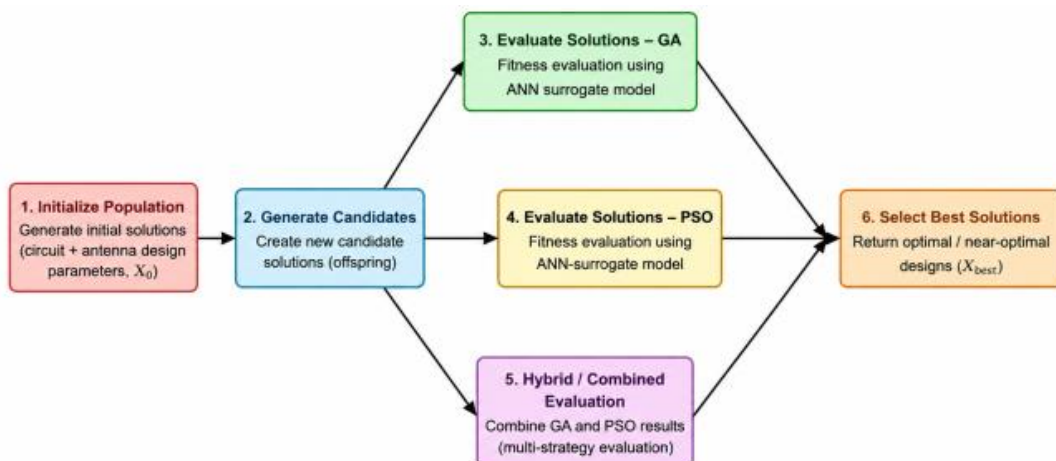 3. Evaluate Solutions – GA
Fitness evaluation using
ANN surrogate model
1. Initialize Population
Generate initial solutions
(circuit + antenna design
parameters, X₀)
2. Generate Candidates
Create new candidate
solutions (offspring)
4. Evaluate Solutions – PSO
Fitness evaluation using
ANN-surrogate model
6. Select Best Solutions
Return optimal / near-optimal
designs (X_best)
5. Hybrid / Combined
Evaluation
Combine GA and PSO results
(multi-strategy evaluation)